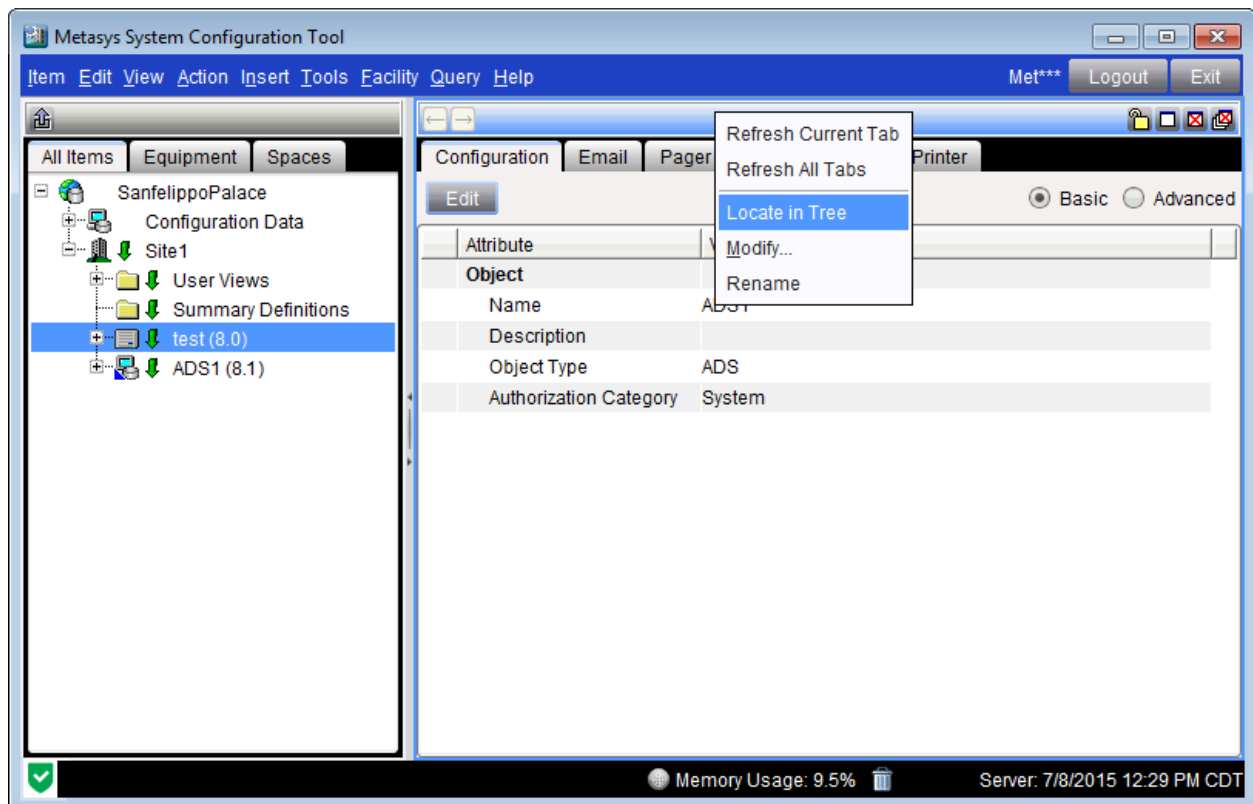 Metasys System Configuration Tool
Item Edit View Action Insert Tools Facility Query Help Met*** Logout Exit
All Items Equipment Spaces
SanfelippoPalace
Configuration Data
Site1
User Views
Summary Definitions
test (8.0)
ADS1 (8.1)
Configuration Email Pager Printer
Refresh Current Tab
Refresh All Tabs
Locate in Tree
Modify...
Rename
Edit Basic Advanced
Attribute
Object
Name ADS1
Description
Object Type ADS
Authorization Category System
Memory Usage: 9.5% Server: 7/8/2015 12:29 PM CDT